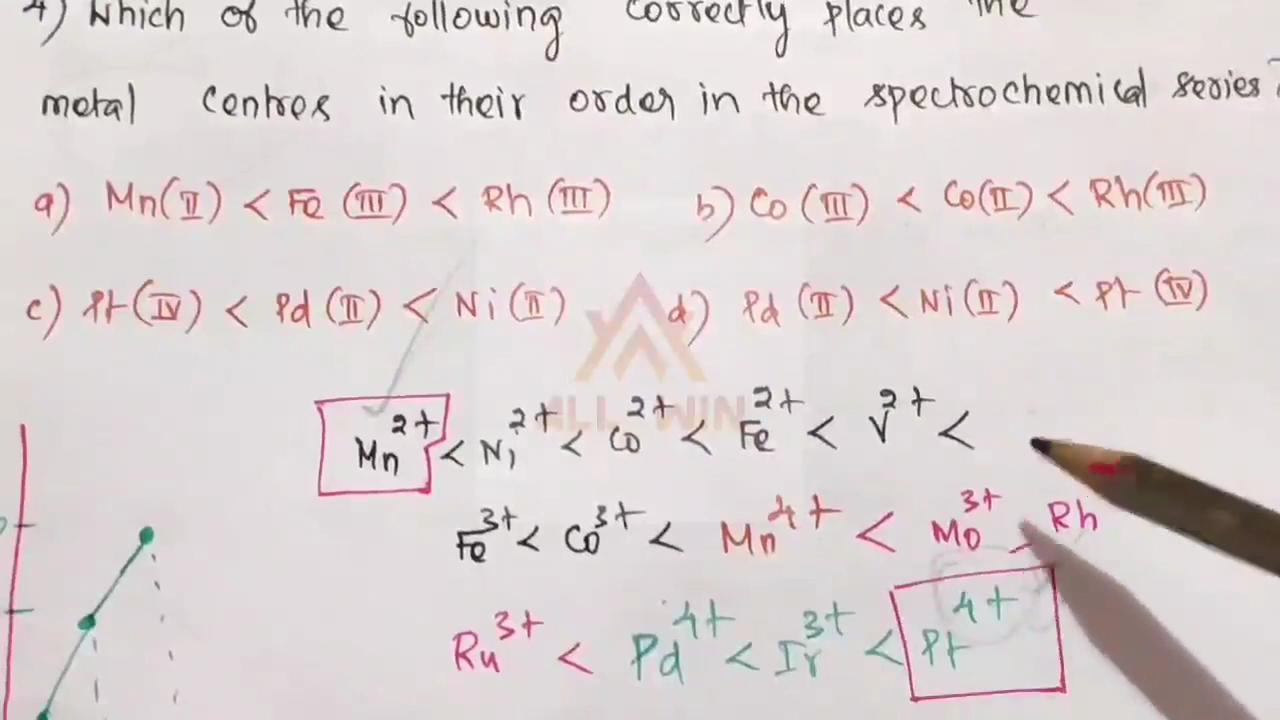 4) Which of the following correctly places the
metal centres in their order in the spectrochemical series?
a) Mn(II) < Fe (III) < Rh (III) b) Co(III) < Co(II) < Rh(III)
c) Pt(IV) < Pd (II) < Ni (II) d) Pd (II) < Ni(II) < Pt (IV)
ALL WIN
Mn²⁺ < Ni²⁺ < Co²⁺ < Fe²⁺ < V²⁺ <
Fe³⁺ < Co³⁺ < Mn⁴⁺ < Mo³⁺ Rh
Ru³⁺ < Pd⁴⁺ < Ir³⁺ < Pt⁴⁺